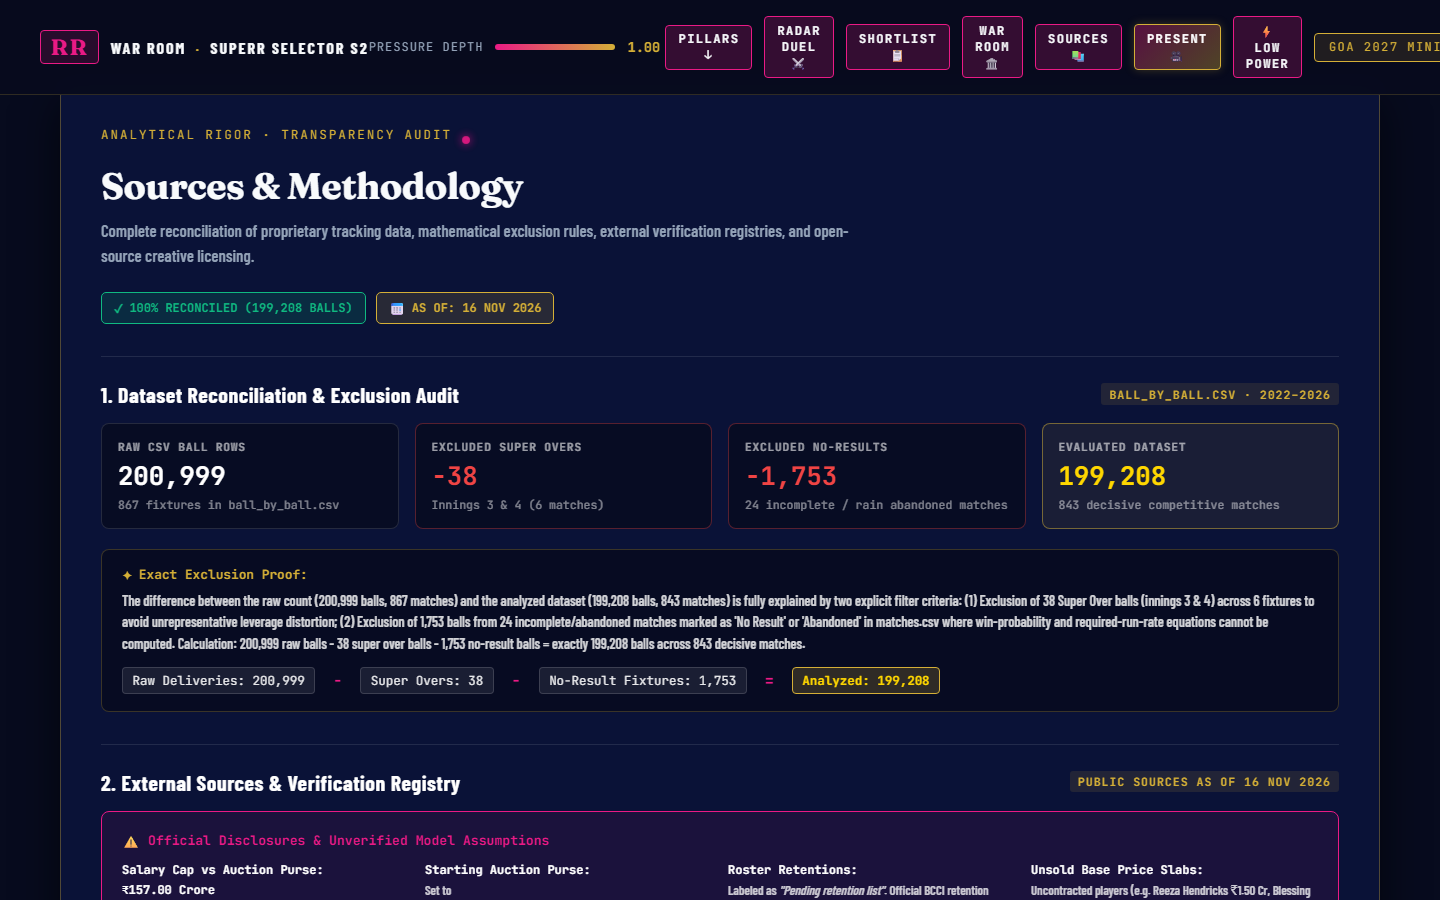 RR WAR ROOM · SUPERR SELECTOR S2
PRESSURE DEPTH 1.00
PILLARS ↓
RADAR DUEL
SHORTLIST
WAR ROOM
SOURCES
PRESENT
LOW POWER
GOA 2027 MINI
ANALYTICAL RIGOR · TRANSPARENCY AUDIT
Sources & Methodology
Complete reconciliation of proprietary tracking data, mathematical exclusion rules, external verification registries, and open-
source creative licensing.
✓ 100% RECONCILED (199,208 BALLS)
AS OF: 16 NOV 2026
1. Dataset Reconciliation & Exclusion Audit
BALL_BY_BALL.CSV · 2022–2026
RAW CSV BALL ROWS
200,999
867 fixtures in ball_by_ball.csv
EXCLUDED SUPER OVERS
-38
Innings 3 & 4 (6 matches)
EXCLUDED NO-RESULTS
-1,753
24 incomplete / rain abandoned matches
EVALUATED DATASET
199,208
843 decisive competitive matches
✦ Exact Exclusion Proof:
The difference between the raw count (200,999 balls, 867 matches) and the analyzed dataset (199,208 balls, 843 matches) is fully explained by two explicit filter criteria: (1) Exclusion of 38 Super Over balls (innings 3 & 4) across 6 fixtures to
avoid unrepresentative leverage distortion; (2) Exclusion of 1,753 balls from 24 incomplete/abandoned matches marked as 'No Result' or 'Abandoned' in matches.csv where win-probability and required-run-rate equations cannot be
computed. Calculation: 200,999 raw balls - 38 super over balls - 1,753 no-result balls = exactly 199,208 balls across 843 decisive matches.
Raw Deliveries: 200,999 - Super Overs: 38 - No-Result Fixtures: 1,753 = Analyzed: 199,208
2. External Sources & Verification Registry
PUBLIC SOURCES AS OF 16 NOV 2026
Official Disclosures & Unverified Model Assumptions
Salary Cap vs Auction Purse:
₹157.00 Crore
Starting Auction Purse:
Set to
Roster Retentions:
Labeled as "Pending retention list". Official BCCI retention
Unsold Base Price Slabs:
Uncontracted players (e.g. Reeza Hendricks ₹1.50 Cr, Blessing